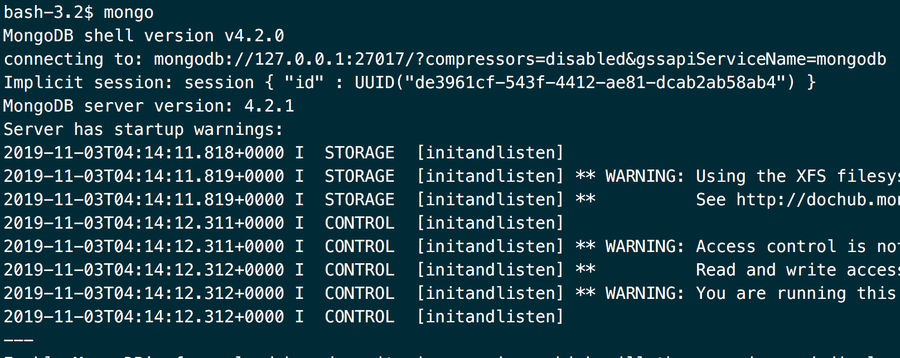 bash-3.2$ mongo
MongoDB shell version v4.2.0
connecting to: mongodb://127.0.0.1:27017/?compressors=disabled&gssapiServiceName=mongodb
Implicit session: session { "id" : UUID("de3961cf-543f-4412-ae81-dcab2ab58ab4") }
MongoDB server version: 4.2.1
Server has startup warnings:
2019-11-03T04:14:11.818+0000 I  STORAGE  [initandlisten]
2019-11-03T04:14:11.819+0000 I  STORAGE  [initandlisten] ** WARNING: Using the XFS filesys
2019-11-03T04:14:11.819+0000 I  STORAGE  [initandlisten] **          See http://dochub.mon
2019-11-03T04:14:12.311+0000 I  CONTROL  [initandlisten]
2019-11-03T04:14:12.311+0000 I  CONTROL  [initandlisten] ** WARNING: Access control is not
2019-11-03T04:14:12.312+0000 I  CONTROL  [initandlisten] **          Read and write access
2019-11-03T04:14:12.312+0000 I  CONTROL  [initandlisten] ** WARNING: You are running this
2019-11-03T04:14:12.312+0000 I  CONTROL  [initandlisten]
---